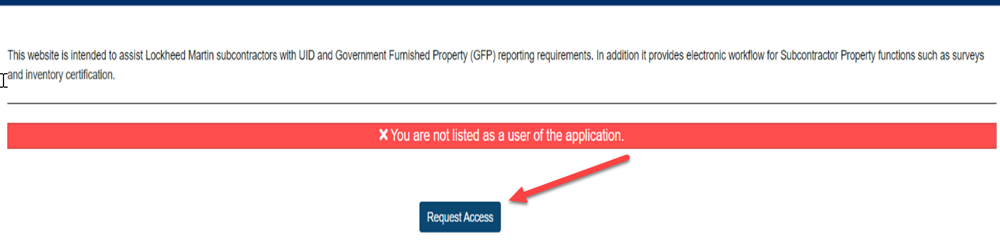 This website is intended to assist Lockheed Martin subcontractors with UID and Government Furnished Property (GFP) reporting requirements. In addition it provides electronic workflow for Subcontractor Property functions such as surveys
and inventory certification.
✖ You are not listed as a user of the application.
Request Access